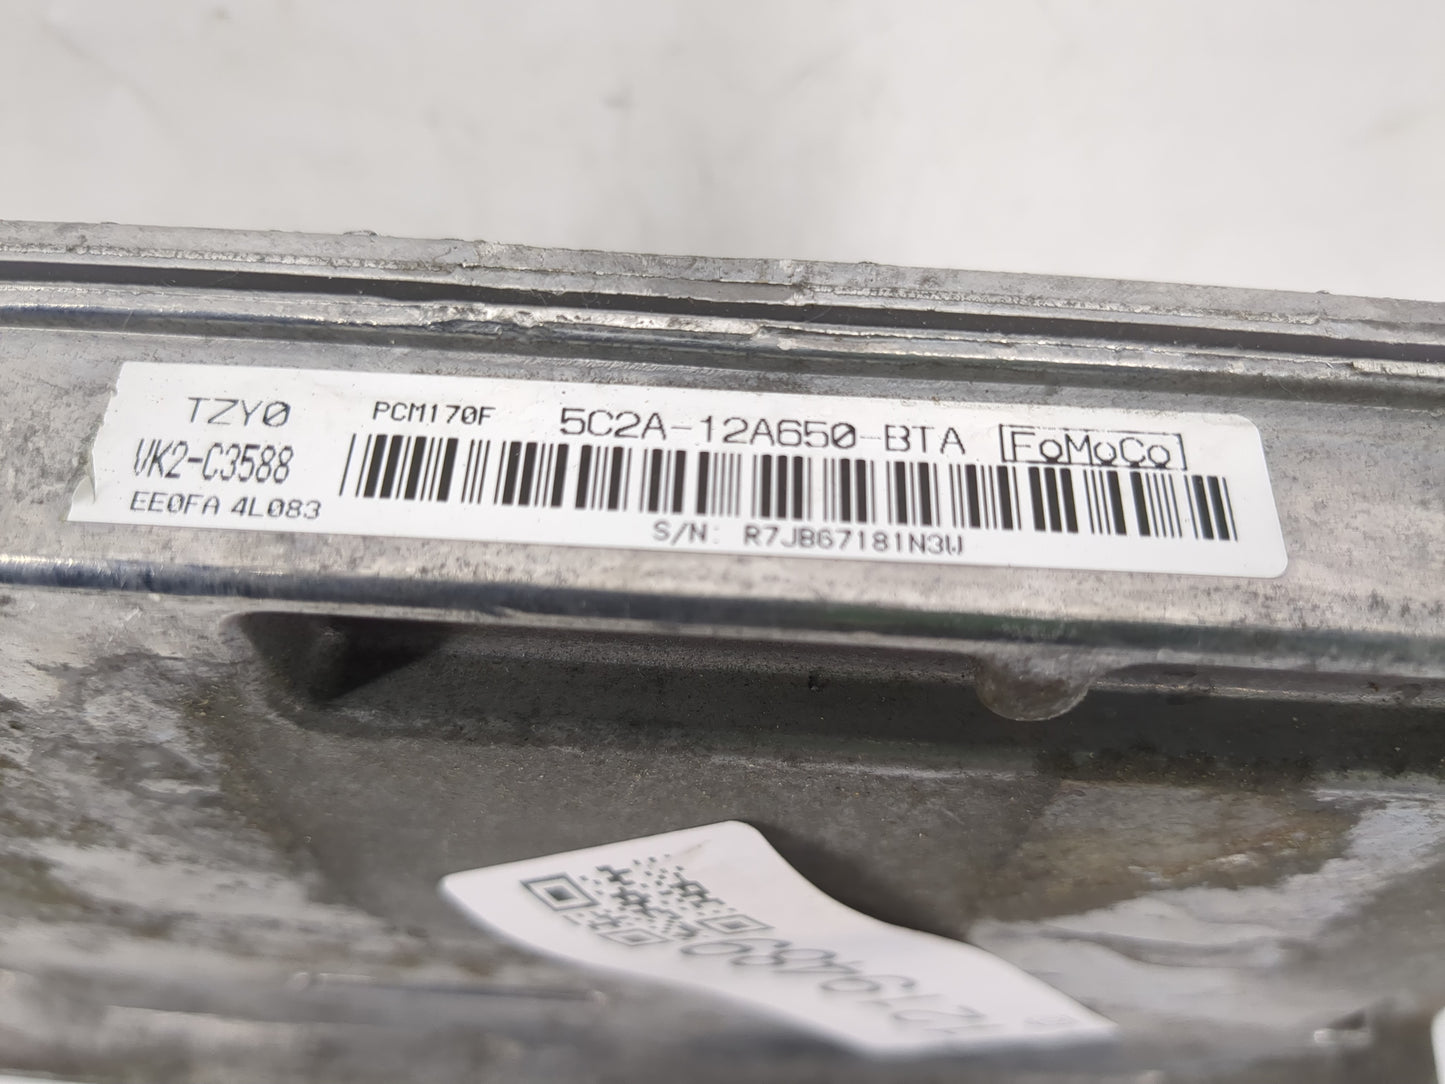 TZY0 PCM170F 5C2A-12A650-BTA FoMoCo
VK2-C3588
EE0FA 4L083
S/N: R7JB67181N3W